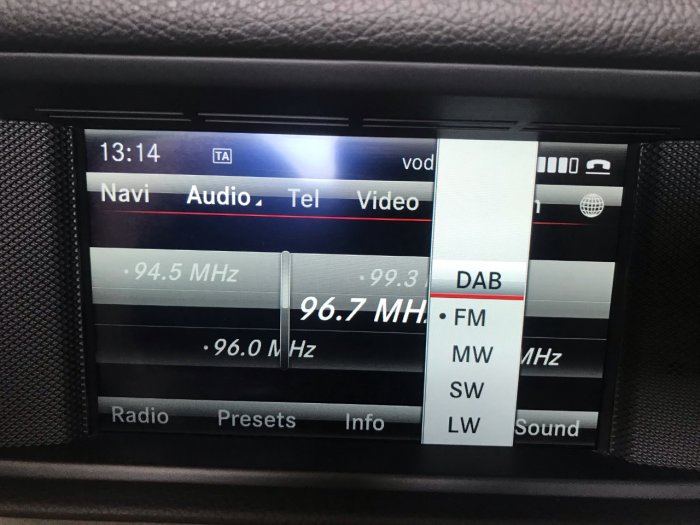 13:14 TA vod
Navi Audio Tel Video n
DAB
94.5 MHz 99.3
FM
96.7 MH
MW
96.0 MHz MHz
SW
Radio Presets Info LW Sound